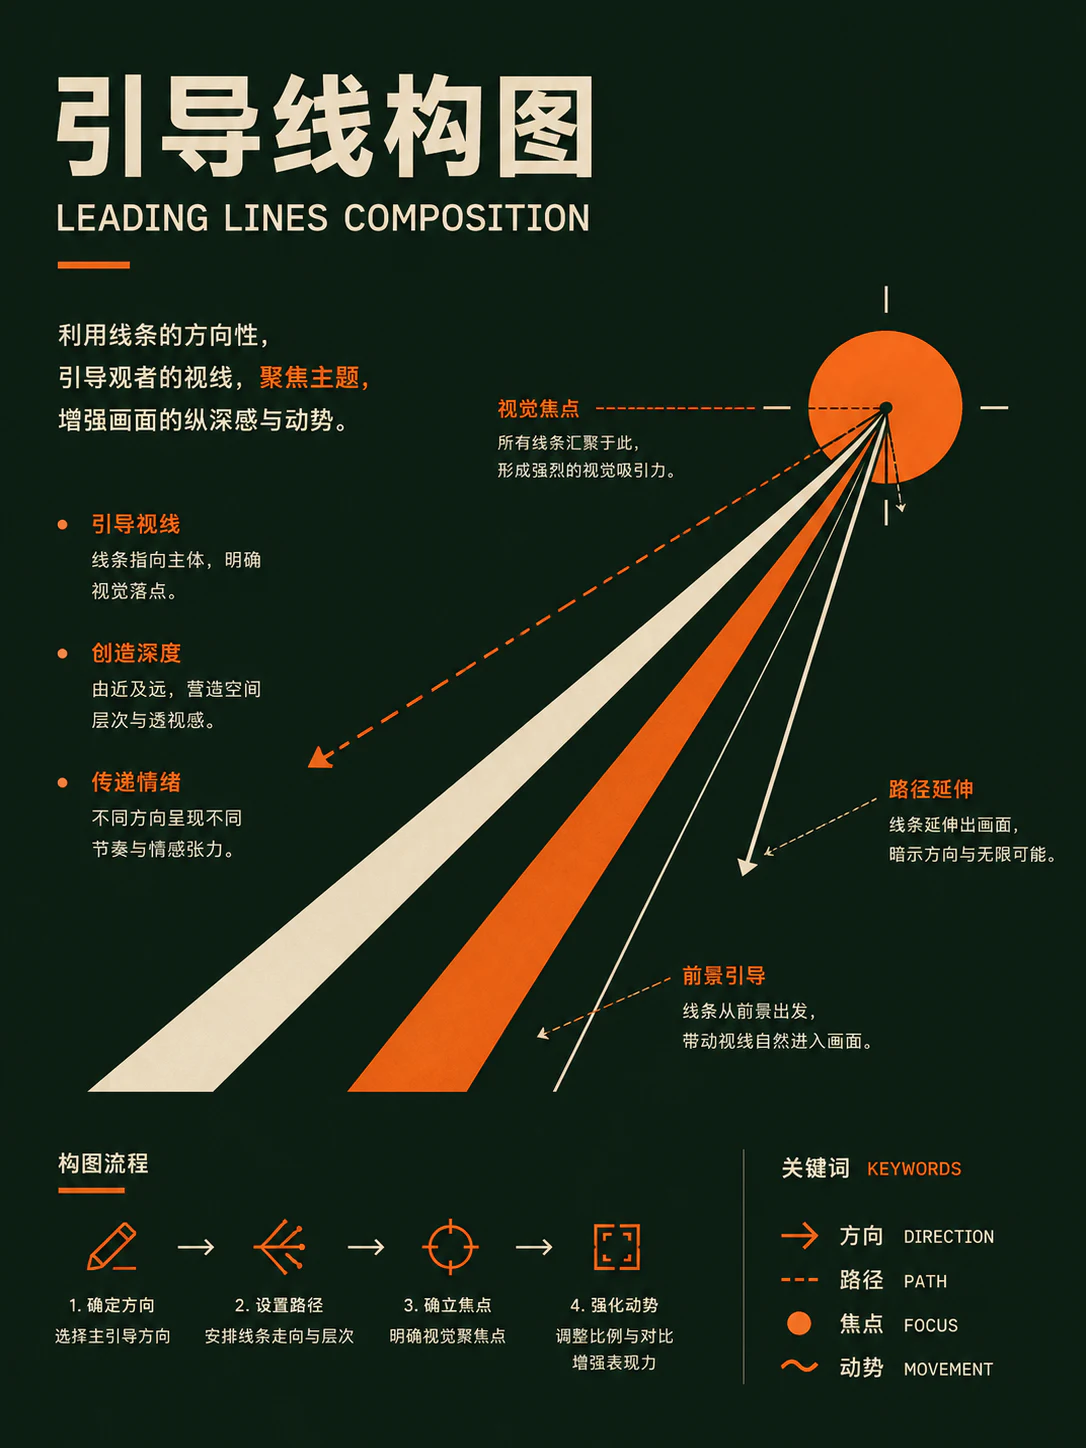 引导线构图
LEADING LINES COMPOSITION
利用线条的方向性，
引导观者的视线，聚焦主题，
增强画面的纵深感与动势。
视觉焦点
所有线条汇聚于此，
形成强烈的视觉吸引力。
引导视线
线条指向主体，明确
视觉落点。
创造深度
由近及远，营造空间
层次与透视感。
传递情绪
不同方向呈现不同
节奏与情感张力。
路径延伸
线条延伸出画面，
暗示方向与无限可能。
前景引导
线条从前景出发，
带动视线自然进入画面。
构图流程
1. 确定方向
选择主引导方向
2. 设置路径
安排线条走向与层次
3. 确立焦点
明确视觉聚焦点
4. 强化动势
调整比例与对比
增强表现力
关键词 KEYWORDS
方向 DIRECTION
路径 PATH
焦点 FOCUS
动势 MOVEMENT